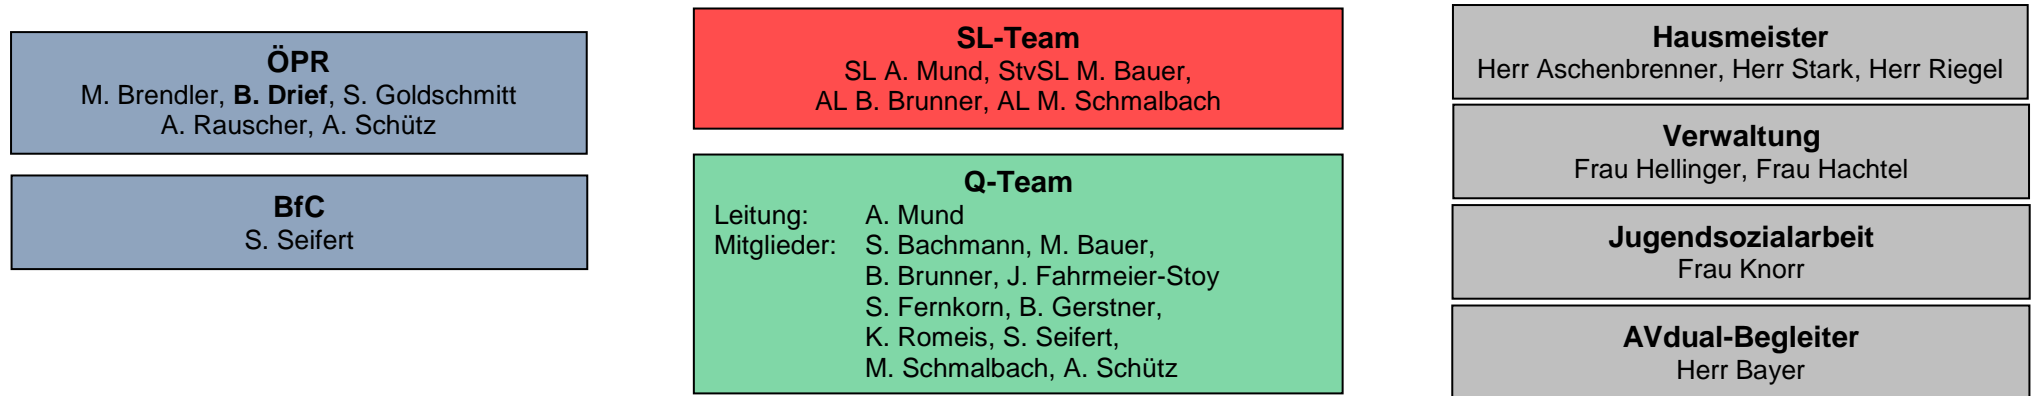 ÖPR
M. Brendler, B. Drief, S. Goldschmitt
A. Rauscher, A. Schütz
BfC
S. Seifert
SL-Team
SL A. Mund, StvSL M. Bauer,
AL B. Brunner, AL M. Schmalbach
Q-Team
Leitung: A. Mund
Mitglieder: S. Bachmann, M. Bauer,
B. Brunner, J. Fahrmeier-Stoy
S. Fernkorn, B. Gerstner,
K. Romeis, S. Seifert,
M. Schmalbach, A. Schütz
Hausmeister
Herr Aschenbrenner, Herr Stark, Herr Riegel
Verwaltung
Frau Hellinger, Frau Hachtel
Jugendsozialarbeit
Frau Knorr
AVdual-Begleiter
Herr Bayer